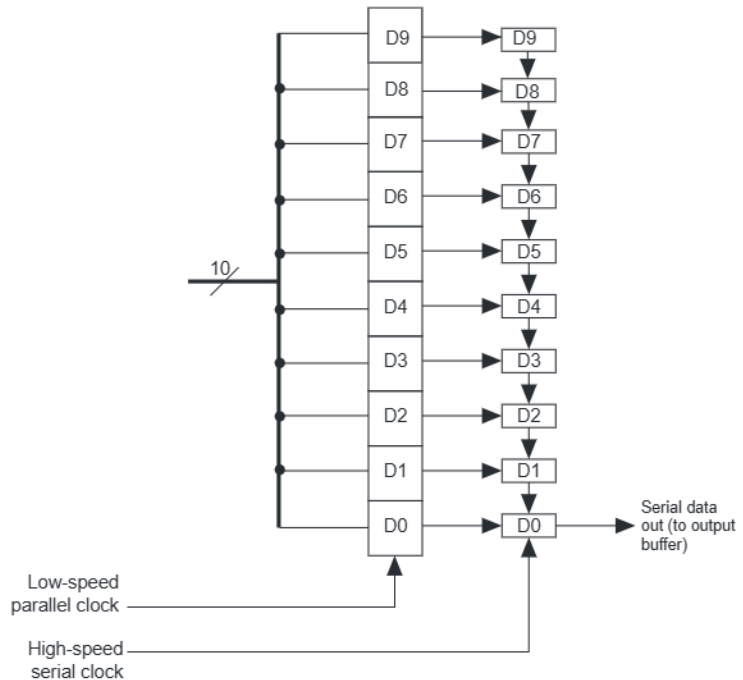 D9 D9
D8 D8
D7 D7
D6 D6
10
D5 D5
D4 D4
D3 D3
D2 D2
D1 D1
D0 D0
Serial data
out (to output
buffer)
Low-speed
parallel clock
High-speed
serial clock